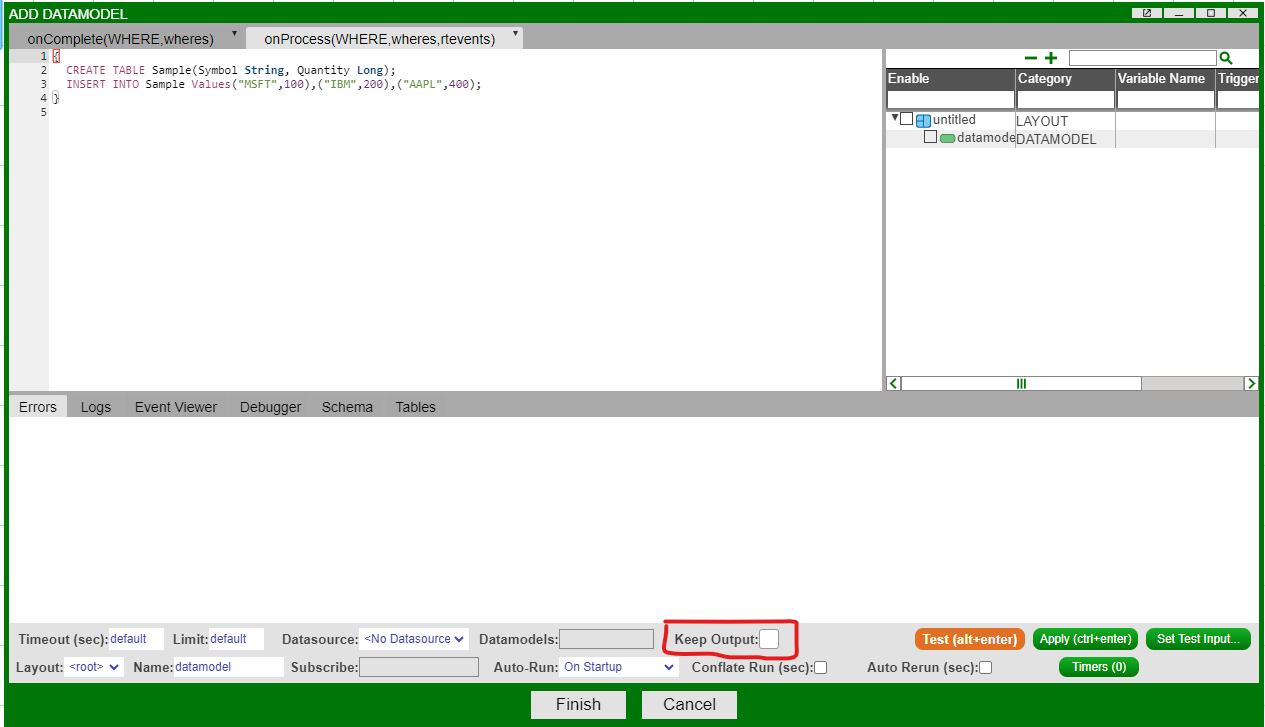 ADD DATAMODEL
onComplete(WHERE,wheres) onProcess(WHERE,wheres,rtevents)
1 {
2 CREATE TABLE Sample(Symbol String, Quantity Long);
3 INSERT INTO Sample Values("MSFT",100),("IBM",200),("AAPL",400);
4 }
5
Enable Category Variable Name Trigger
untitled LAYOUT
datamode DATAMODEL
Errors Logs Event Viewer Debugger Schema Tables
Timeout (sec): default Limit: default Datasource: <No Datasource Datamodels: Keep Output: Test (alt+enter) Apply (ctrl+enter) Set Test Input...
Layout: <root> Name: datamodel Subscribe: Auto-Run: On Startup Conflate Run (sec): Auto Rerun (sec): Timers (0)
Finish Cancel